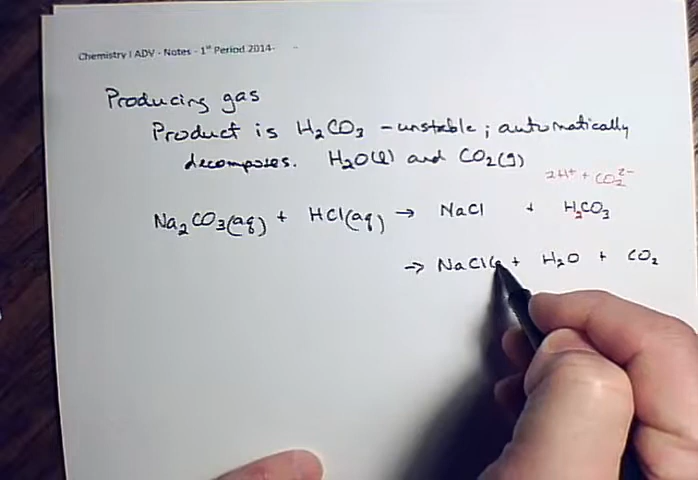 Chemistry I ADV - Notes - 1st Period 2014-
Producing gas
Product is H₂CO₃ - unstable; automatically
decomposes. H₂O(l) and CO₂(g)
2H⁺ + CO₃²⁻
Na₂CO₃(aq) + HCl(aq) → NaCl + H₂CO₃
→ NaCl( + H₂O + CO₂